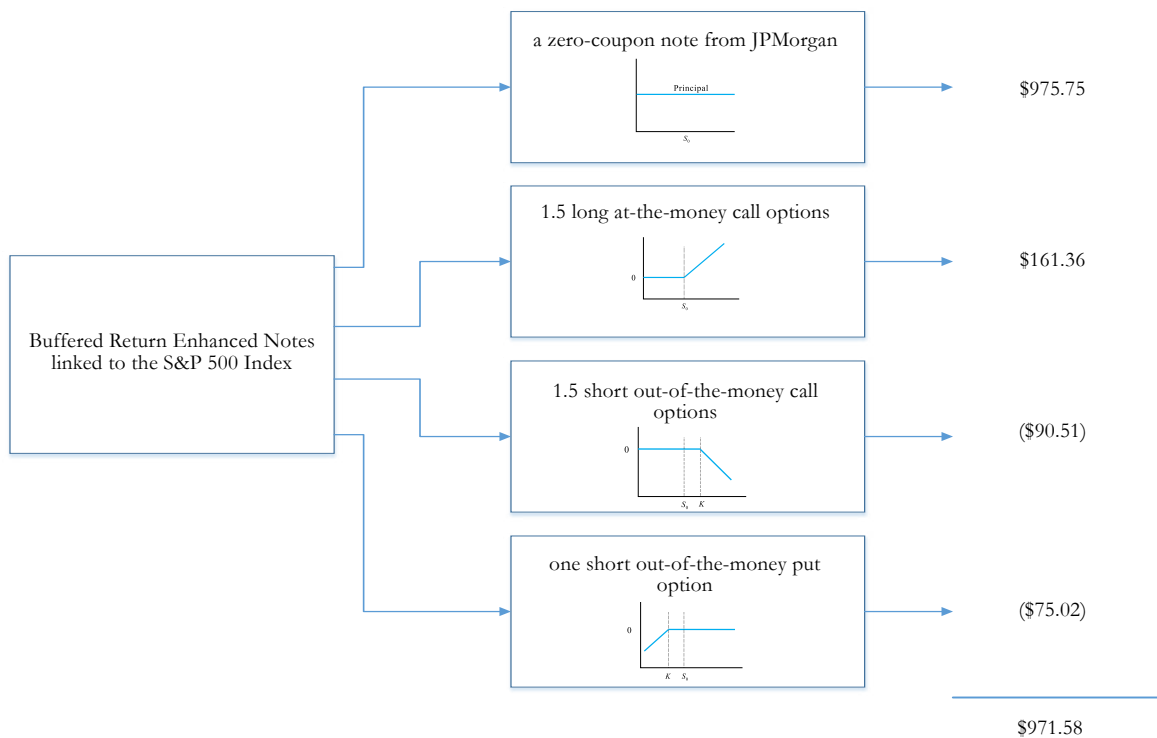 a zero-coupon note from JPMorgan
Principal
S₀
$975.75
1.5 long at-the-money call options
0
S₀
$161.36
Buffered Return Enhanced Notes
linked to the S&P 500 Index
1.5 short out-of-the-money call
options
0
S₀ K
($90.51)
one short out-of-the-money put
option
0
K S₀
($75.02)
$971.58